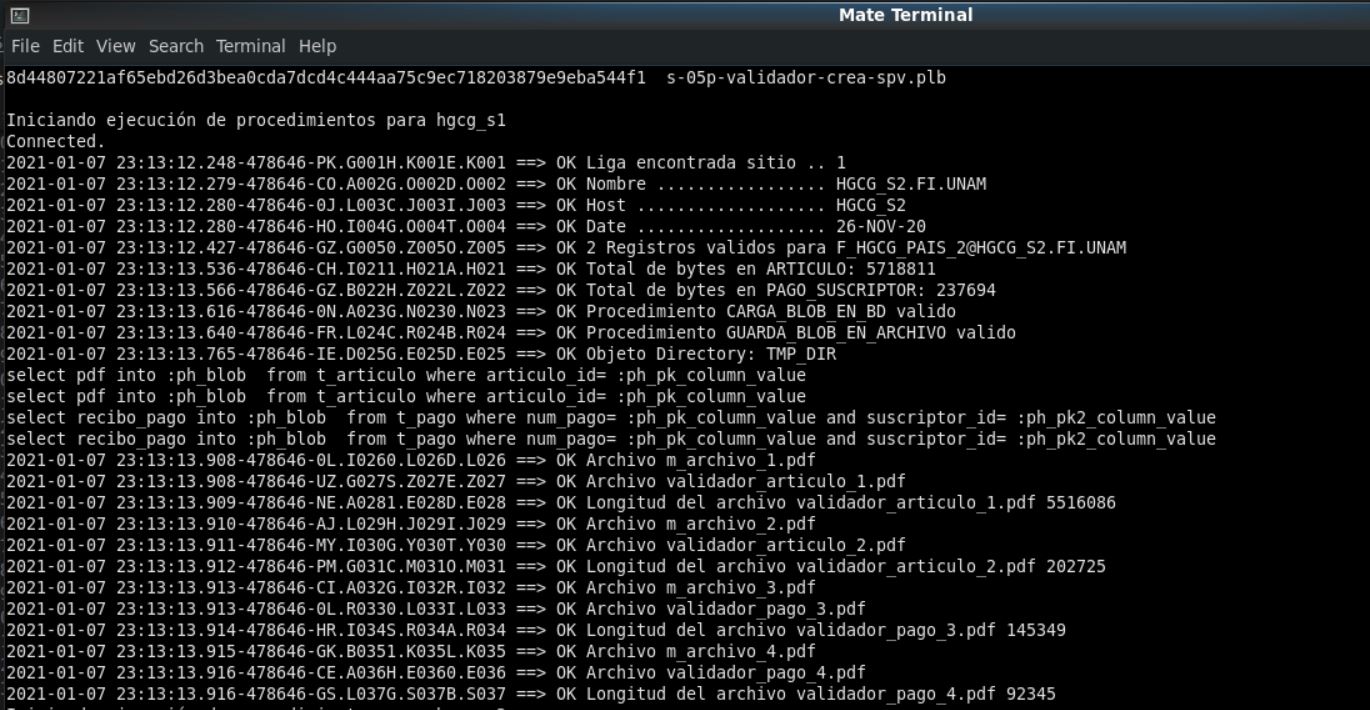 Mate Terminal
File Edit View Search Terminal Help
8d44807221af65ebd26d3bea0cda7dcd4c444aa75c9ec718203879e9eba544f1  s-05p-validador-crea-spv.plb
Iniciando ejecución de procedimientos para hgcg_s1
Connected.
2021-01-07 23:13:12.248-478646-PK.G001H.K001E.K001 ==> OK Liga encontrada sitio .. 1
2021-01-07 23:13:12.279-478646-CO.A002G.O002D.O002 ==> OK Nombre ................. HGCG_S2.FI.UNAM
2021-01-07 23:13:12.280-478646-0J.L003C.J003I.J003 ==> OK Host ................... HGCG_S2
2021-01-07 23:13:12.280-478646-HO.I004G.O004T.O004 ==> OK Date ................... 26-NOV-20
2021-01-07 23:13:12.427-478646-GZ.G0050.Z005O.Z005 ==> OK 2 Registros validos para F_HGCG_PAIS_2@HGCG_S2.FI.UNAM
2021-01-07 23:13:13.536-478646-CH.I0211.H021A.H021 ==> OK Total de bytes en ARTICULO: 5718811
2021-01-07 23:13:13.566-478646-GZ.B022H.Z022L.Z022 ==> OK Total de bytes en PAGO_SUSCRIPTOR: 237694
2021-01-07 23:13:13.616-478646-0N.A023G.N0230.N023 ==> OK Procedimiento CARGA_BLOB_EN_BD valido
2021-01-07 23:13:13.640-478646-FR.L024C.R024B.R024 ==> OK Procedimiento GUARDA_BLOB_EN_ARCHIVO valido
2021-01-07 23:13:13.765-478646-IE.D025G.E025D.E025 ==> OK Objeto Directory: TMP_DIR
select pdf into :ph_blob  from t_articulo where articulo_id= :ph_pk_column_value
select pdf into :ph_blob  from t_articulo where articulo_id= :ph_pk_column_value
select recibo_pago into :ph_blob  from t_pago where num_pago= :ph_pk_column_value and suscriptor_id= :ph_pk2_column_value
select recibo_pago into :ph_blob  from t_pago where num_pago= :ph_pk_column_value and suscriptor_id= :ph_pk2_column_value
2021-01-07 23:13:13.908-478646-0L.I0260.L026D.L026 ==> OK Archivo m_archivo_1.pdf
2021-01-07 23:13:13.908-478646-UZ.G027S.Z027E.Z027 ==> OK Archivo validador_articulo_1.pdf
2021-01-07 23:13:13.909-478646-NE.A0281.E028D.E028 ==> OK Longitud del archivo validador_articulo_1.pdf 5516086
2021-01-07 23:13:13.910-478646-AJ.L029H.J029I.J029 ==> OK Archivo m_archivo_2.pdf
2021-01-07 23:13:13.911-478646-MY.I030G.Y030T.Y030 ==> OK Archivo validador_articulo_2.pdf
2021-01-07 23:13:13.912-478646-PM.G031C.M031O.M031 ==> OK Longitud del archivo validador_articulo_2.pdf 202725
2021-01-07 23:13:13.913-478646-CI.A032G.I032R.I032 ==> OK Archivo m_archivo_3.pdf
2021-01-07 23:13:13.913-478646-0L.R0330.L033I.L033 ==> OK Archivo validador_pago_3.pdf
2021-01-07 23:13:13.914-478646-HR.I034S.R034A.R034 ==> OK Longitud del archivo validador_pago_3.pdf 145349
2021-01-07 23:13:13.915-478646-GK.B0351.K035L.K035 ==> OK Archivo m_archivo_4.pdf
2021-01-07 23:13:13.916-478646-CE.A036H.E0360.E036 ==> OK Archivo validador_pago_4.pdf
2021-01-07 23:13:13.916-478646-GS.L037G.S037B.S037 ==> OK Longitud del archivo validador_pago_4.pdf 92345